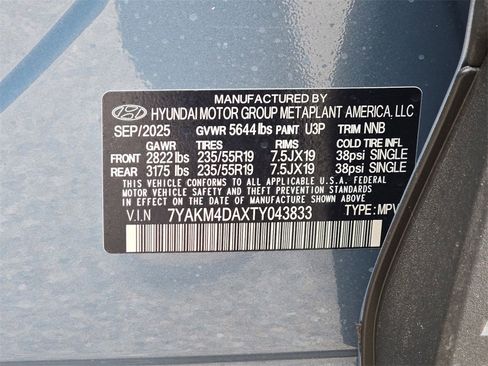 MANUFACTURED BY
HYUNDAI MOTOR GROUP METAPLANT AMERICA, LLC
SEP/2025 GVWR 5644 lbs PAINT U3P TRIM NNB
GAWR TIRES RIMS COLD TIRE INFL
FRONT 2822 lbs 235/55R19 7.5JX19 38psi SINGLE
REAR 3175 lbs 235/55R19 7.5JX19 38psi SINGLE
THIS VEHICLE CONFORMS TO ALL APPLICABLE U.S. FEDERAL
MOTOR VEHICLE SAFETY AND THEFT PREVENTION STANDARDS
IN EFFECT ON THE DATE OF MANUFACTURE SHOWN ABOVE.
V.I.N 7YAKM4DAXTY043833 TYPE: MPV